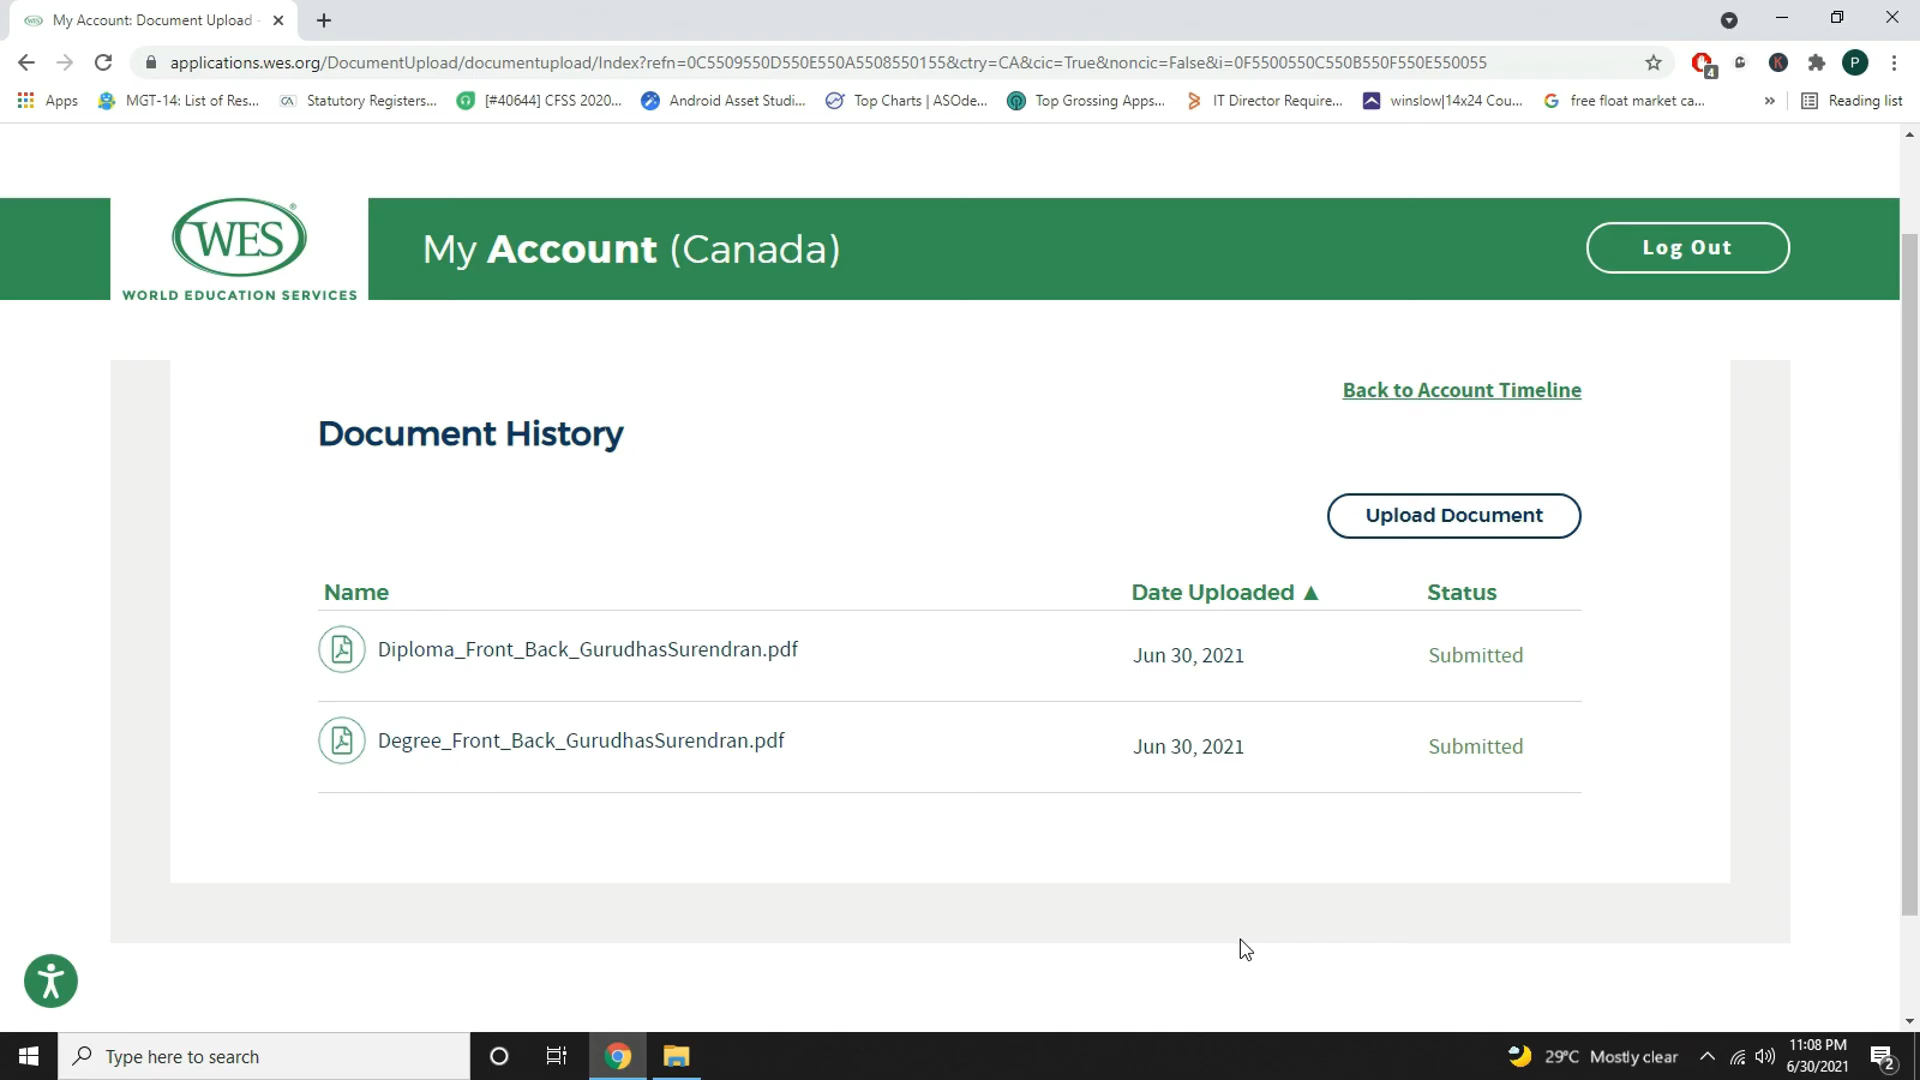 My Account: Document Upload -
applications.wes.org/DocumentUpload/documentupload/Index?refn=0C5509550D550E550A5508550155&ctry=CA&cic=True&noncic=False&i=0F5500550C550B550F550E550055
4
K
P
Apps
MGT-14: List of Res...
CA
Statutory Registers...
[#40644] CFSS 2020...
Android Asset Studi...
Top Charts | ASOde...
Top Grossing Apps...
IT Director Require...
winslow|14x24 Cou...
free float market ca...
»
Reading list
WES®
WORLD EDUCATION SERVICES
My Account (Canada)
Log Out
Back to Account Timeline
Document History
Upload Document
Name
Date Uploaded ▲
Status
Diploma_Front_Back_GurudhasSurendran.pdf
Jun 30, 2021
Submitted
Degree_Front_Back_GurudhasSurendran.pdf
Jun 30, 2021
Submitted
Type here to search
29°C Mostly clear
11:08 PM
6/30/2021
2